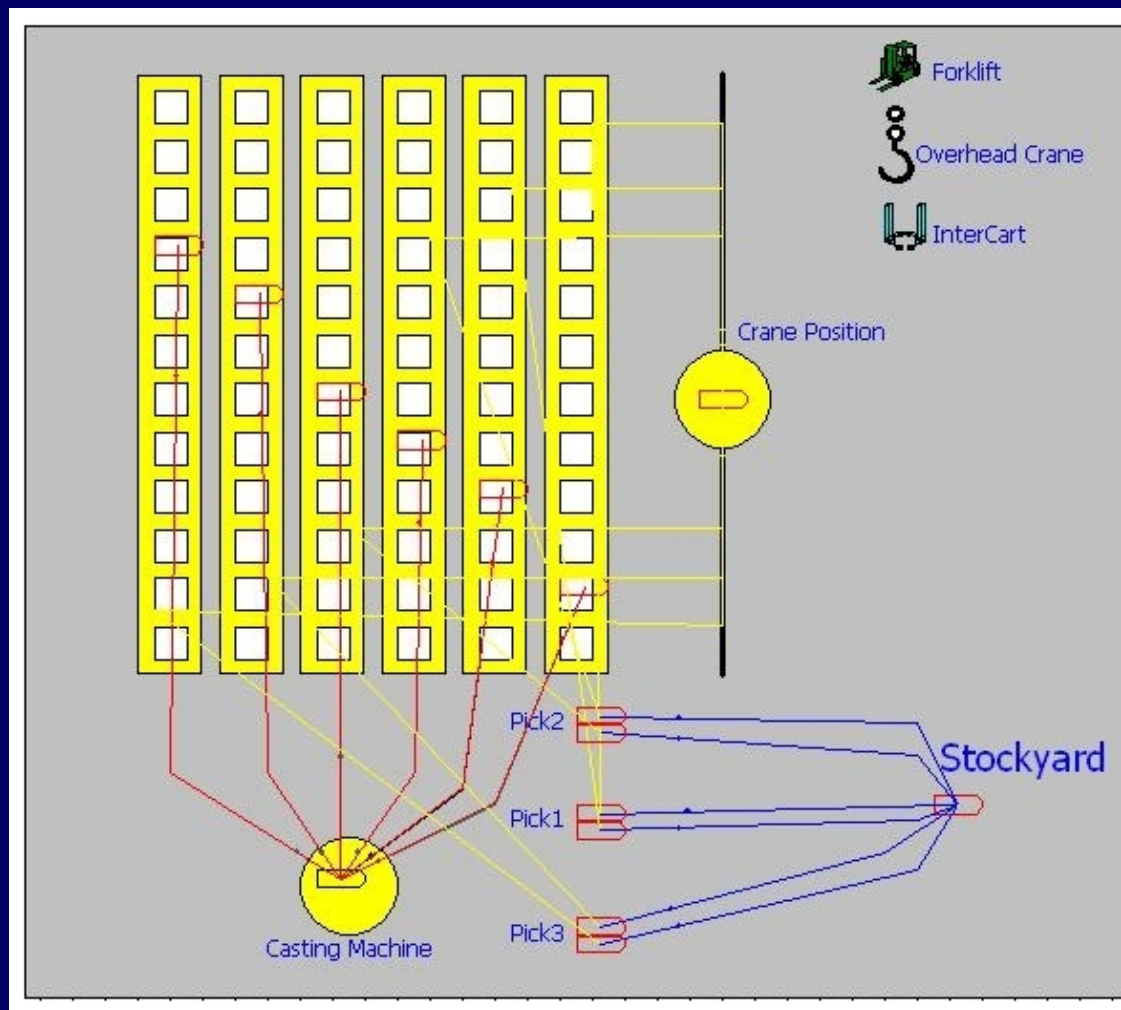 Forklift
Overhead Crane
InterCart
Crane Position
Pick2
Stockyard
Pick1
Pick3
Casting Machine